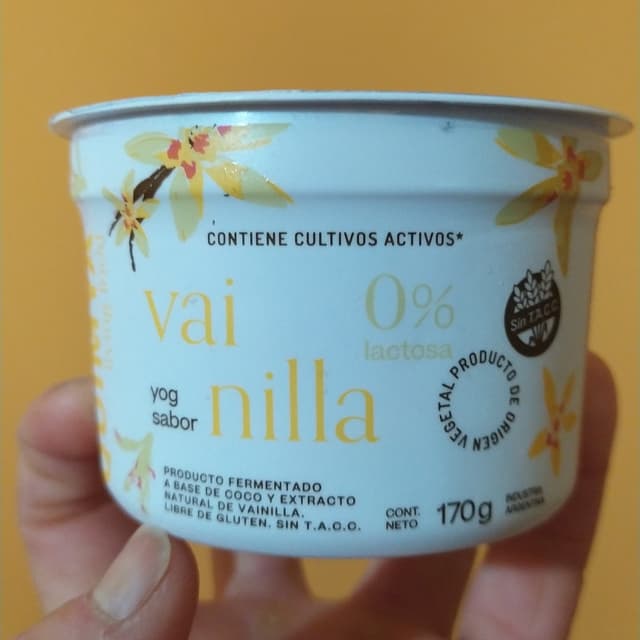 CONTIENE CULTIVOS ACTIVOS*
vai
nilla
yog
sabor
0%
lactosa
Sin T.A.C.C.
PRODUCTO DE ORIGEN VEGETAL
PRODUCTO FERMENTADO
A BASE DE COCO Y EXTRACTO
NATURAL DE VAINILLA.
LIBRE DE GLUTEN. SIN T.A.C.C.
CONT.
NETO
170g
INDUSTRIA
ARGENTINA